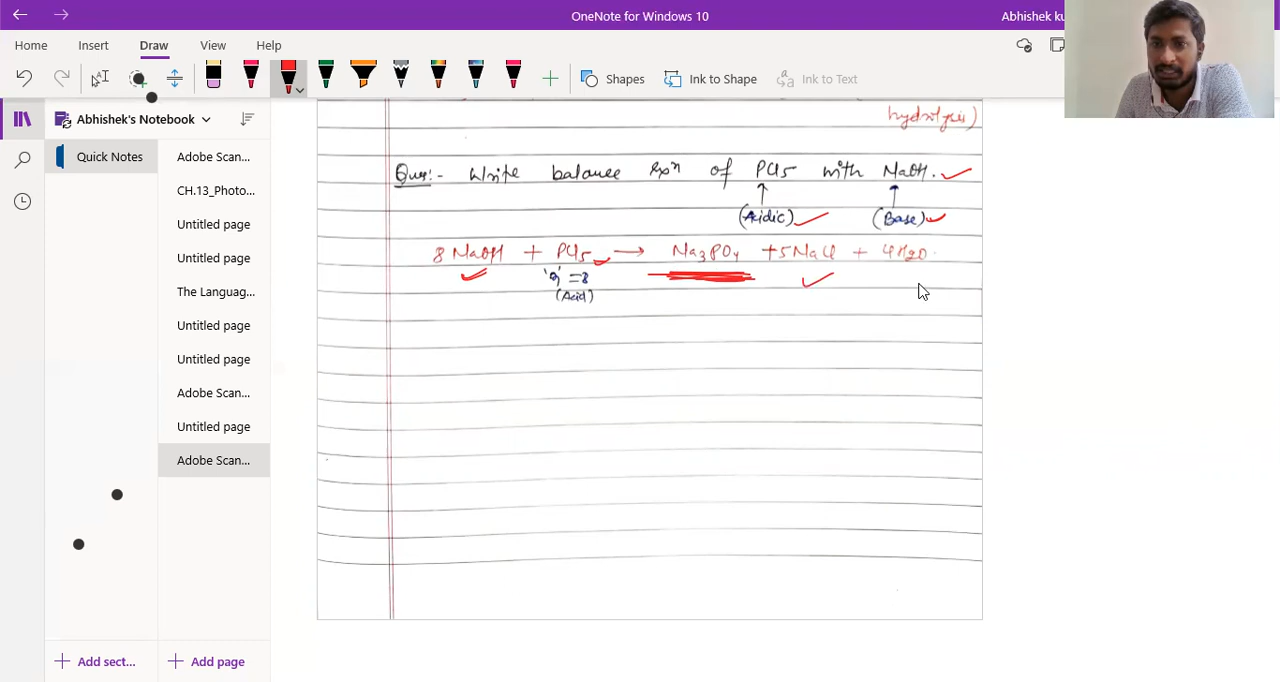 OneNote for Windows 10
Abhishek ku
Home Insert Draw View Help
Shapes Ink to Shape Ink to Text
Abhishek's Notebook
Quick Notes
Adobe Scan...
CH.13_Photo...
Untitled page
Untitled page
The Languag...
Untitled page
Untitled page
Adobe Scan...
Untitled page
Adobe Scan...
Add sect... Add page
hydrolysis)
Ques:- Write balance rxn of PCl5 with NaOH.
(Acidic) (Base)
8 NaOH + PCl5 → Na3PO4 + 5 NaCl + 4H2O.
= 8
(Acid)